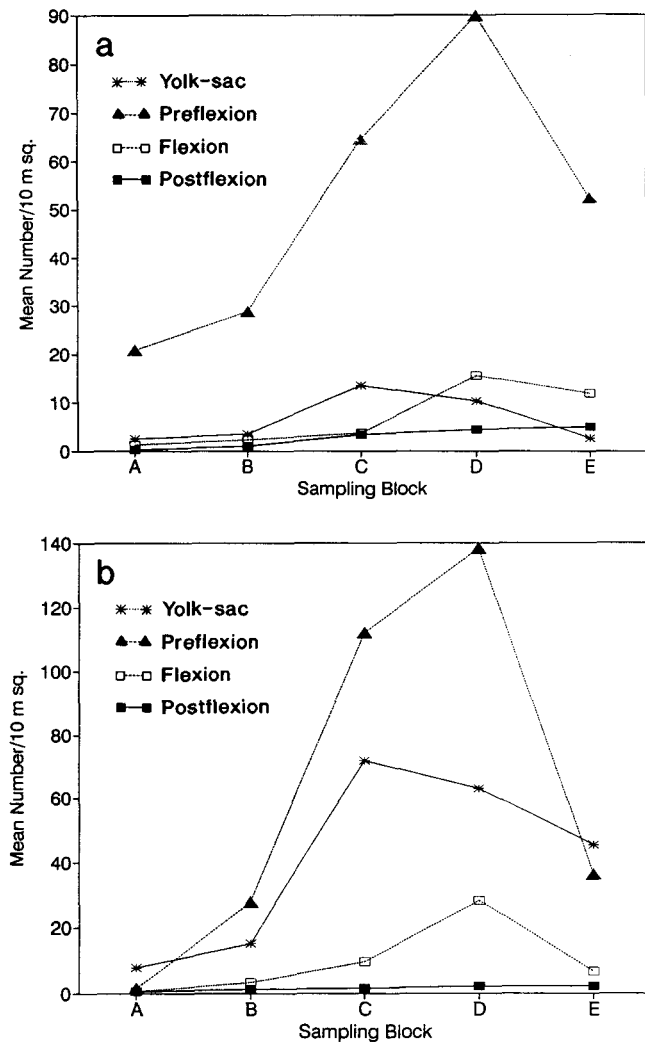 a
Yolk-sac
Preflexion
Flexion
Postflexion
Mean Number/10 m sq.
90
80
70
60
50
40
30
20
10
0
A B C D E
Sampling Block
b
Yolk-sac
Preflexion
Flexion
Postflexion
Mean Number/10 m sq.
140
120
100
80
60
40
20
0
A B C D E
Sampling Block